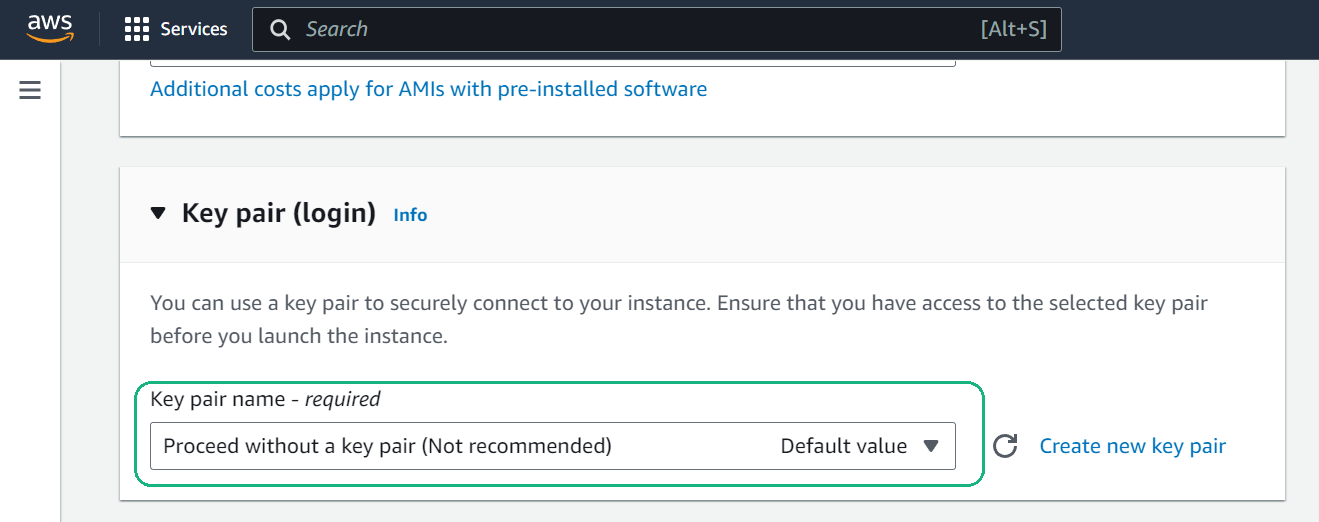 aws Services Search [Alt+S]
Additional costs apply for AMIs with pre-installed software
Key pair (login) Info
You can use a key pair to securely connect to your instance. Ensure that you have access to the selected key pair
before you launch the instance.
Key pair name - required
Proceed without a key pair (Not recommended) Default value Create new key pair